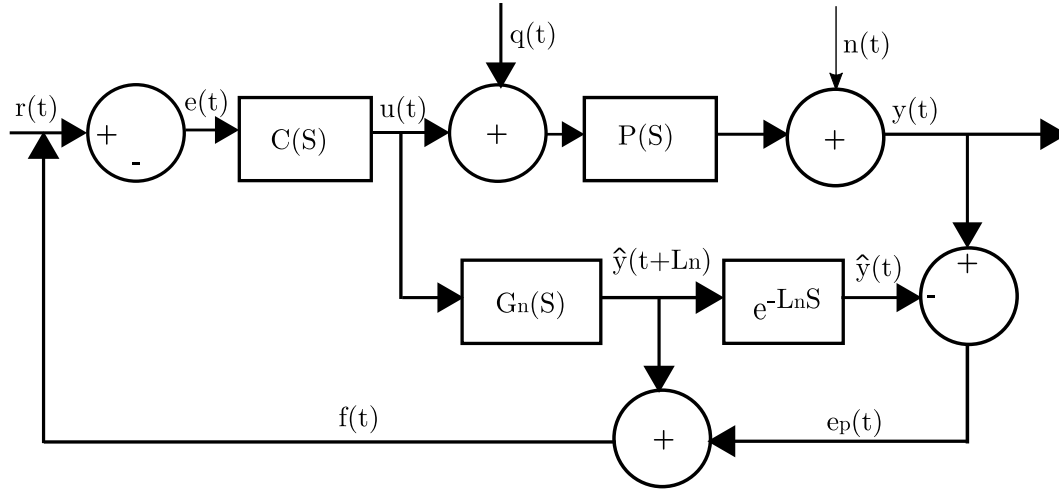 q(t)
n(t)
r(t)
+
-
e(t)
C(S)
u(t)
+
P(S)
+
y(t)
Gn(S)
ŷ(t+Ln)
e-LnS
ŷ(t)
+
-
+
f(t)
ep(t)